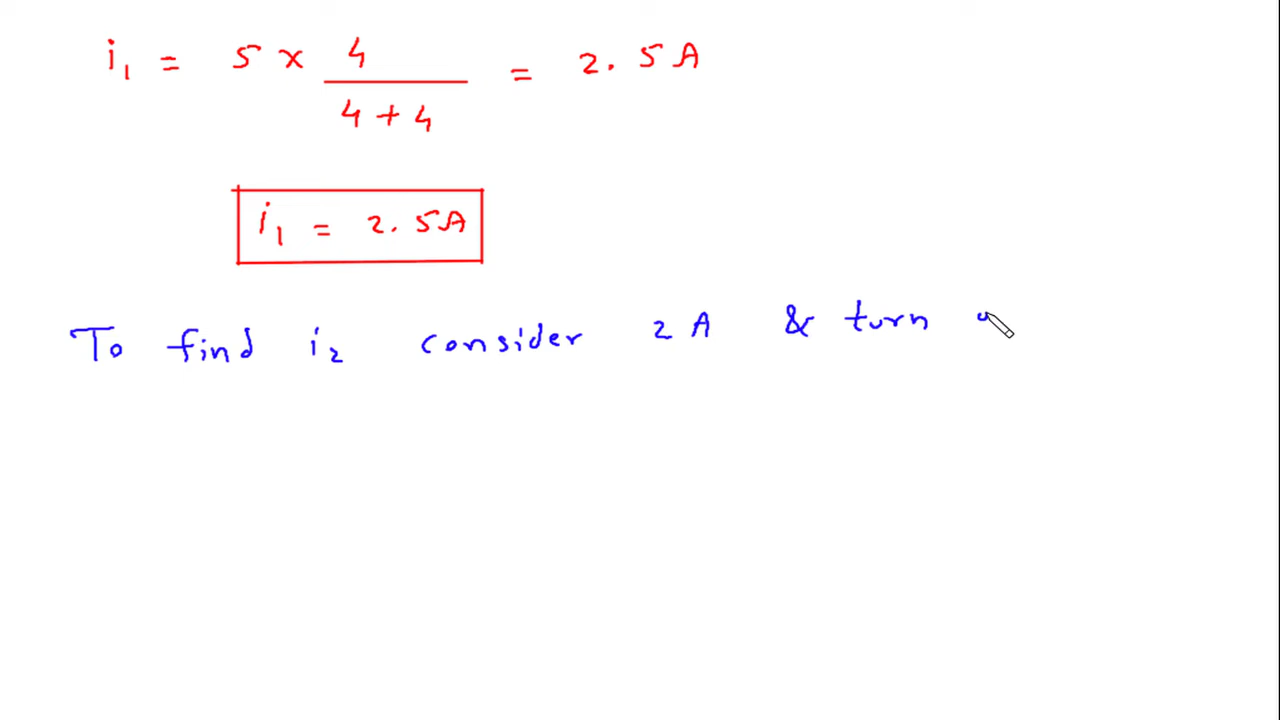 i1 = 5 x 4 / 4 + 4 = 2.5A
i1 = 2.5A
To find i2 consider 2A & turn